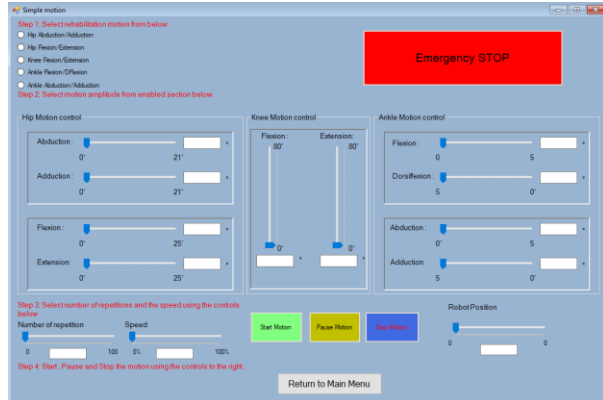 Simple motion
Step 1: Select rehabilitation motion from below:
Hip Abduction/Adduction
Hip Flexion/Extension
Knee Flexion/Extension
Ankle Flexion/DFlexion
Ankle Abduction/Adduction
Step 2: Select motion amplitude from enabled section below:
Emergency STOP
Hip Motion control
Abduction :
0'
21'
Adduction :
0'
21'
Flexion :
0'
25'
Extension:
0'
25'
Knee Motion control
Flexion :
Extension:
80'
80'
0'
0'
Ankle Motion control
Flexion :
0
5
Dorsiflexion :
5
0'
Abduction :
0'
5
Adduction:
5
0'
Step 3: Select number of repetitions and the speed using the controls
below
Number of repetition
0
100
Speed
0%
100%
Start Motion
Pause Motion
Stop Motion
Robot Position
0
0
Step 4: Start , Pause and Stop the motion using the controls to the right:
Return to Main Menu